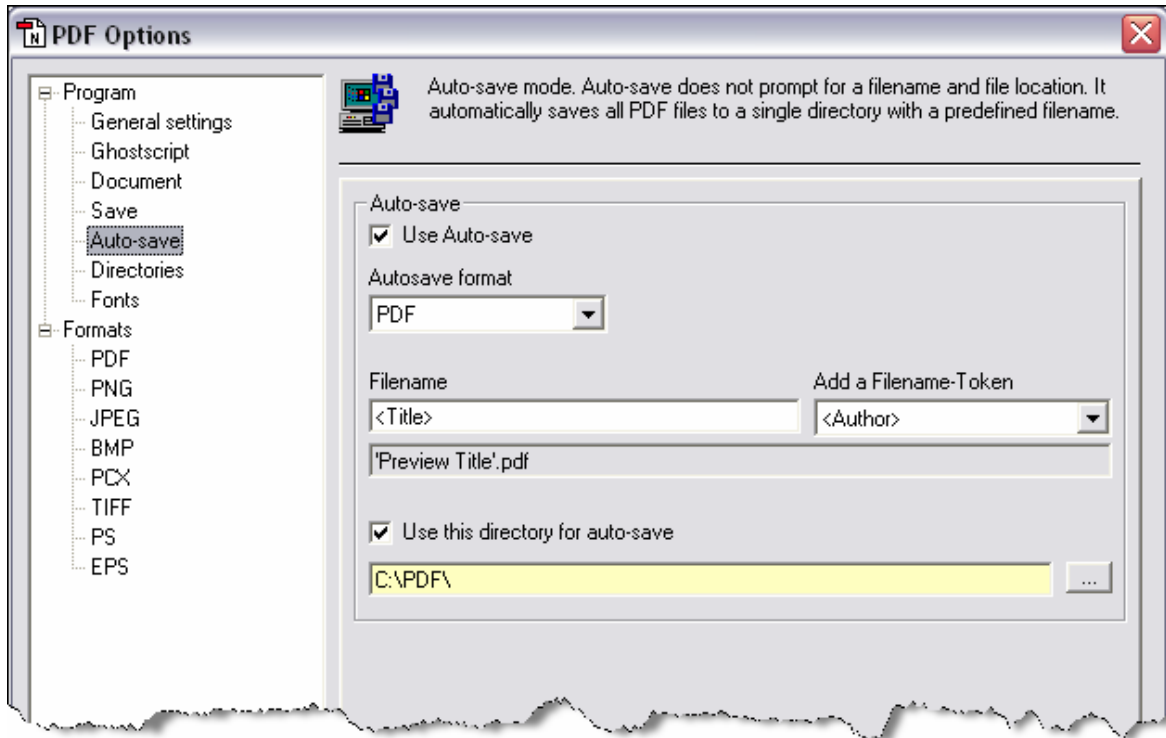 PDF Options
Program
General settings
Ghostscript
Document
Save
Auto-save
Directories
Fonts
Formats
PDF
PNG
JPEG
BMP
PCX
TIFF
PS
EPS
Auto-save mode. Auto-save does not prompt for a filename and file location. It
automatically saves all PDF files to a single directory with a predefined filename.
Auto-save
Use Auto-save
Autosave format
PDF
Filename
Add a Filename-Token
<Title>
<Author>
'Preview Title'.pdf
Use this directory for auto-save
C:\PDF\
...